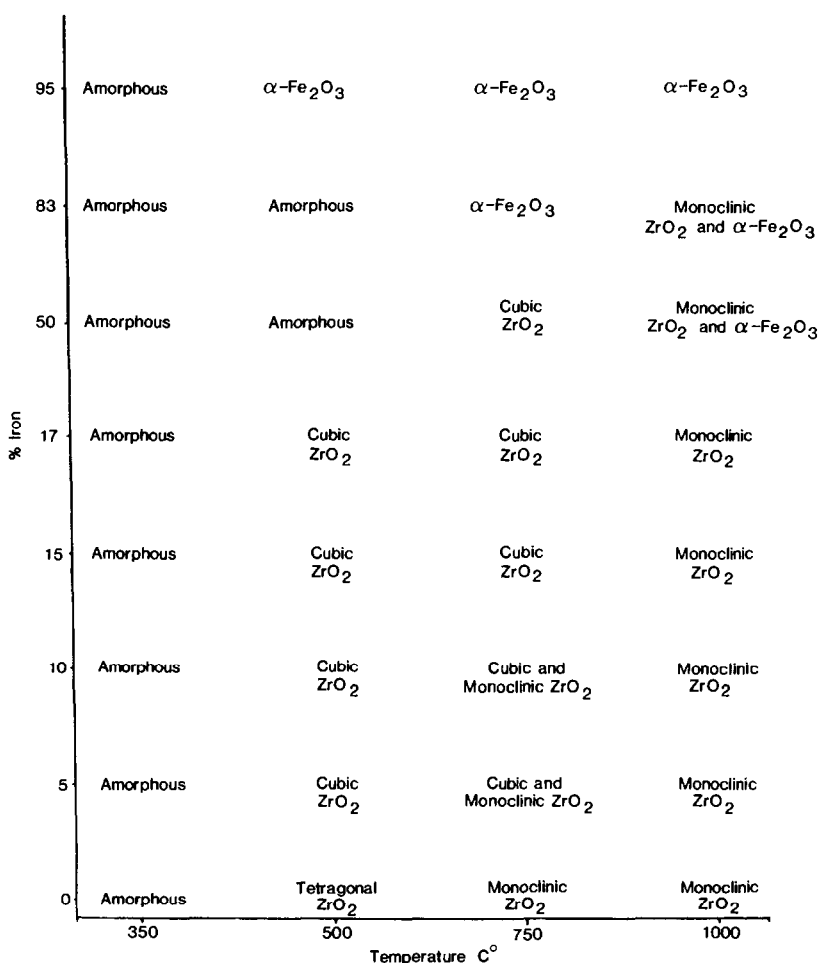 95 Amorphous α-Fe2O3 α-Fe2O3 α-Fe2O3
83 Amorphous Amorphous α-Fe2O3 Monoclinic
ZrO2 and α-Fe2O3
50 Amorphous Amorphous Cubic Monoclinic
ZrO2 ZrO2 and α-Fe2O3
% Iron
17 Amorphous Cubic Cubic Monoclinic
ZrO2 ZrO2 ZrO2
15 Amorphous Cubic Cubic Monoclinic
ZrO2 ZrO2 ZrO2
10 Amorphous Cubic Cubic and Monoclinic
ZrO2 Monoclinic ZrO2 ZrO2
5 Amorphous Cubic Cubic and Monoclinic
ZrO2 Monoclinic ZrO2 ZrO2
0 Amorphous Tetragonal Monoclinic Monoclinic
ZrO2 ZrO2 ZrO2
350 500 750 1000
Temperature C°